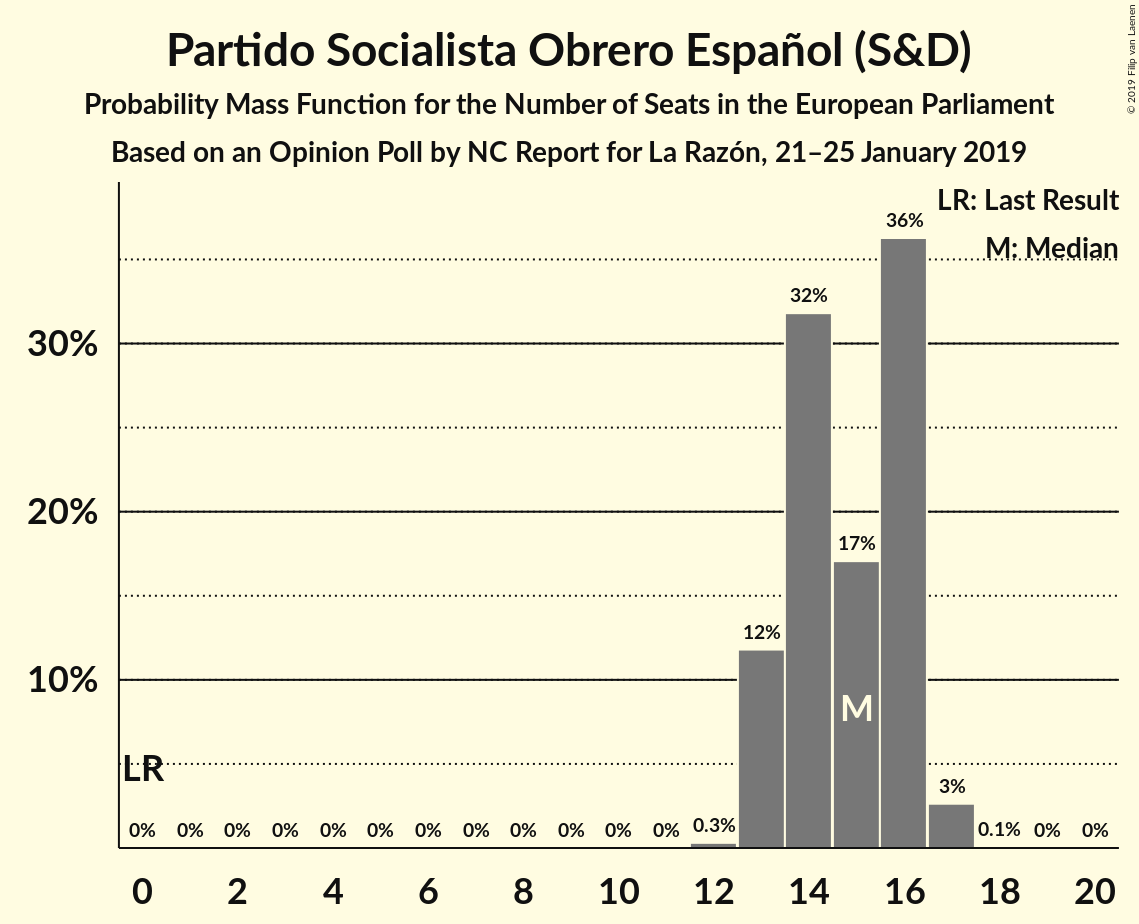 Partido Socialista Obrero Español (S&D)
Probability Mass Function for the Number of Seats in the European Parliament
Based on an Opinion Poll by NC Report for La Razón, 21–25 January 2019
© 2019 Filip van Laenen
LR: Last Result
M: Median
36%
32%
30%
20%
17%
12%
10%
M
LR
3%
0% 0% 0% 0% 0% 0% 0% 0% 0% 0% 0% 0% 0.3% 0.1% 0% 0%
0 2 4 6 8 10 12 14 16 18 20